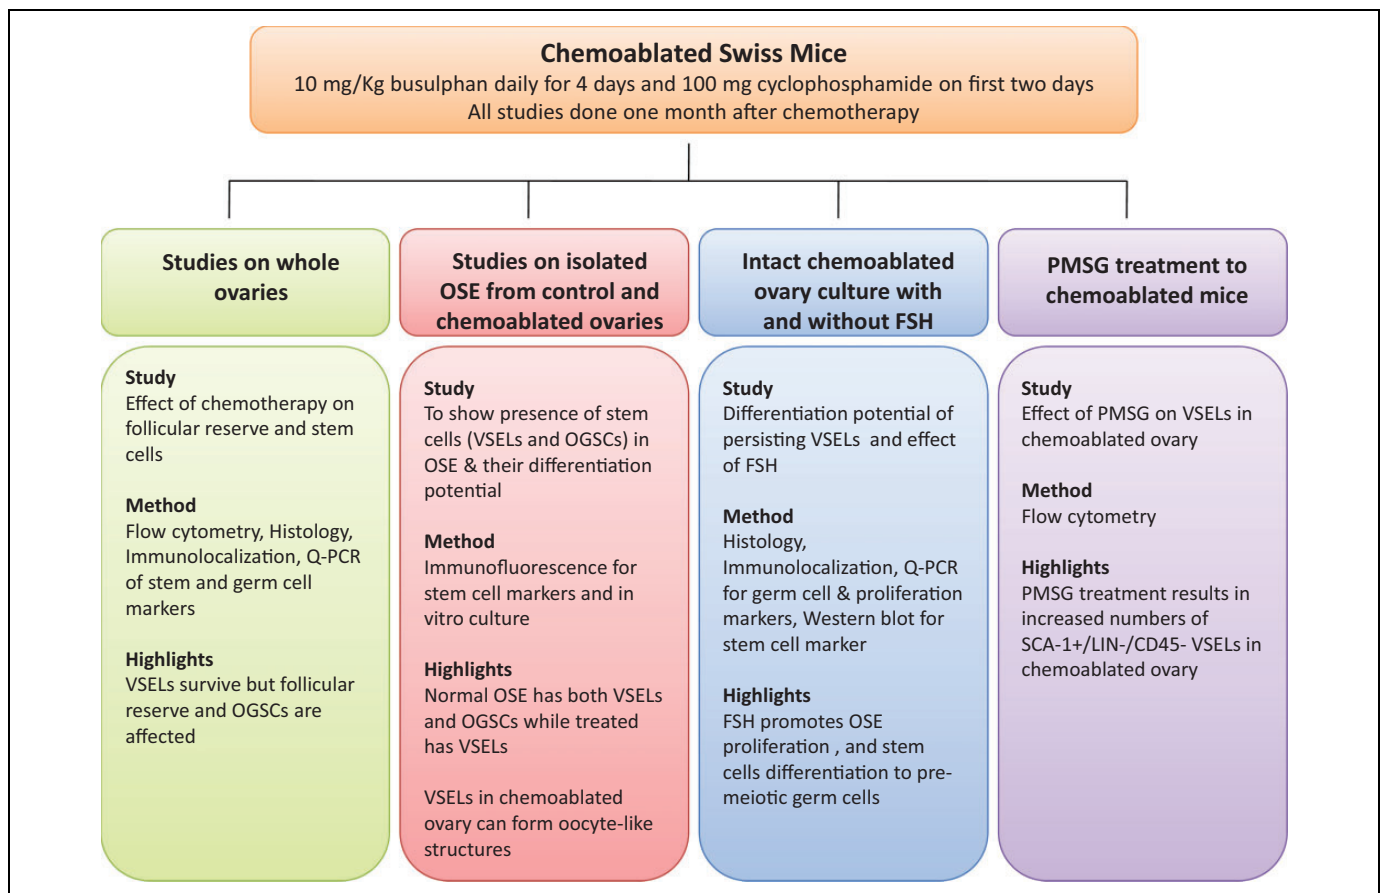 Chemoablated Swiss Mice
10 mg/Kg busulphan daily for 4 days and 100 mg cyclophosphamide on first two days
All studies done one month after chemotherapy
Studies on whole
ovaries
Study
Effect of chemotherapy on
follicular reserve and stem
cells
Method
Flow cytometry, Histology,
Immunolocalization, Q-PCR
of stem and germ cell
markers
Highlights
VSELs survive but follicular
reserve and OGSCs are
affected
Studies on isolated
OSE from control and
chemoablated ovaries
Study
To show presence of stem
cells (VSELs and OGSCs) in
OSE & their differentiation
potential
Method
Immunofluorescence for
stem cell markers and in
vitro culture
Highlights
Normal OSE has both VSELs
and OGSCs while treated
has VSELs
VSELs in chemoablated
ovary can form oocyte-like
structures
Intact chemoablated
ovary culture with
and without FSH
Study
Differentiation potential of
persisting VSELs and effect
of FSH
Method
Histology,
Immunolocalization, Q-PCR
for germ cell & proliferation
markers, Western blot for
stem cell marker
Highlights
FSH promotes OSE
proliferation , and stem
cells differentiation to pre-
meiotic germ cells
PMSG treatment to
chemoablated mice
Study
Effect of PMSG on VSELs in
chemoablated ovary
Method
Flow cytometry
Highlights
PMSG treatment results in
increased numbers of
SCA-1+/LIN-/CD45- VSELs in
chemoablated ovary